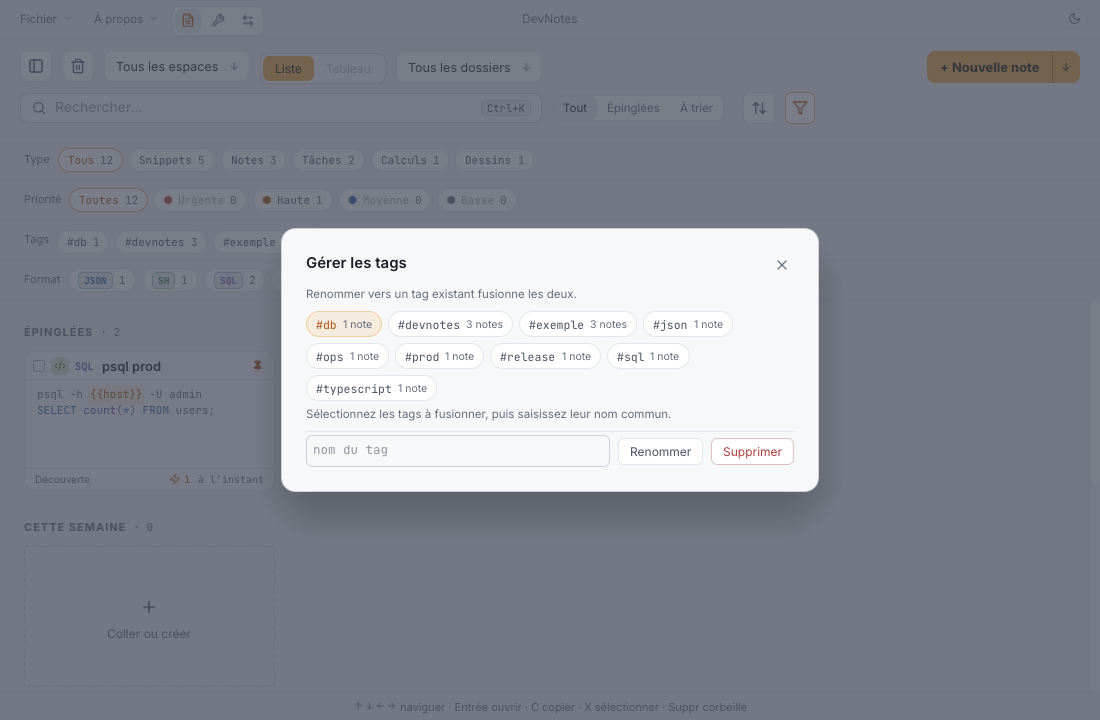 Fichier À propos DevNotes
Tous les espaces Liste Tableau Tous les dossiers + Nouvelle note
Rechercher... Ctrl+K Tout Épinglées À trier
Type Tous 12 Snippets 5 Notes 3 Tâches 2 Calculs 1 Dessins 1
Priorité Toutes 12 Urgente 0 Haute 1 Moyenne 0 Basse 0
Tags #db 1 #devnotes 3 #exemple
Format JSON 1 SH 1 SQL 2
Gérer les tags
Renommer vers un tag existant fusionne les deux.
#db 1 note #devnotes 3 notes #exemple 3 notes #json 1 note
#ops 1 note #prod 1 note #release 1 note #sql 1 note
#typescript 1 note
Sélectionnez les tags à fusionner, puis saisissez leur nom commun.
nom du tag Renommer Supprimer
ÉPINGLÉES · 2
</> SQL psql prod
psql -h {{host}} -U admin
SELECT count(*) FROM users;
Découverte 1 à l'instant
CETTE SEMAINE · 0
+
Coller ou créer
↑↓←→ naviguer · Entrée ouvrir · C copier · X sélectionner · Suppr corbeille